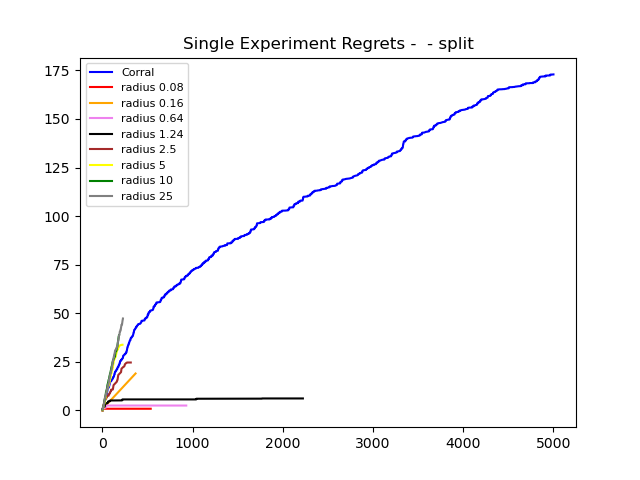 Single Experiment Regrets -  - split
175
150
125
100
75
50
25
0
Corral
radius 0.08
radius 0.16
radius 0.64
radius 1.24
radius 2.5
radius 5
radius 10
radius 25
0 1000 2000 3000 4000 5000